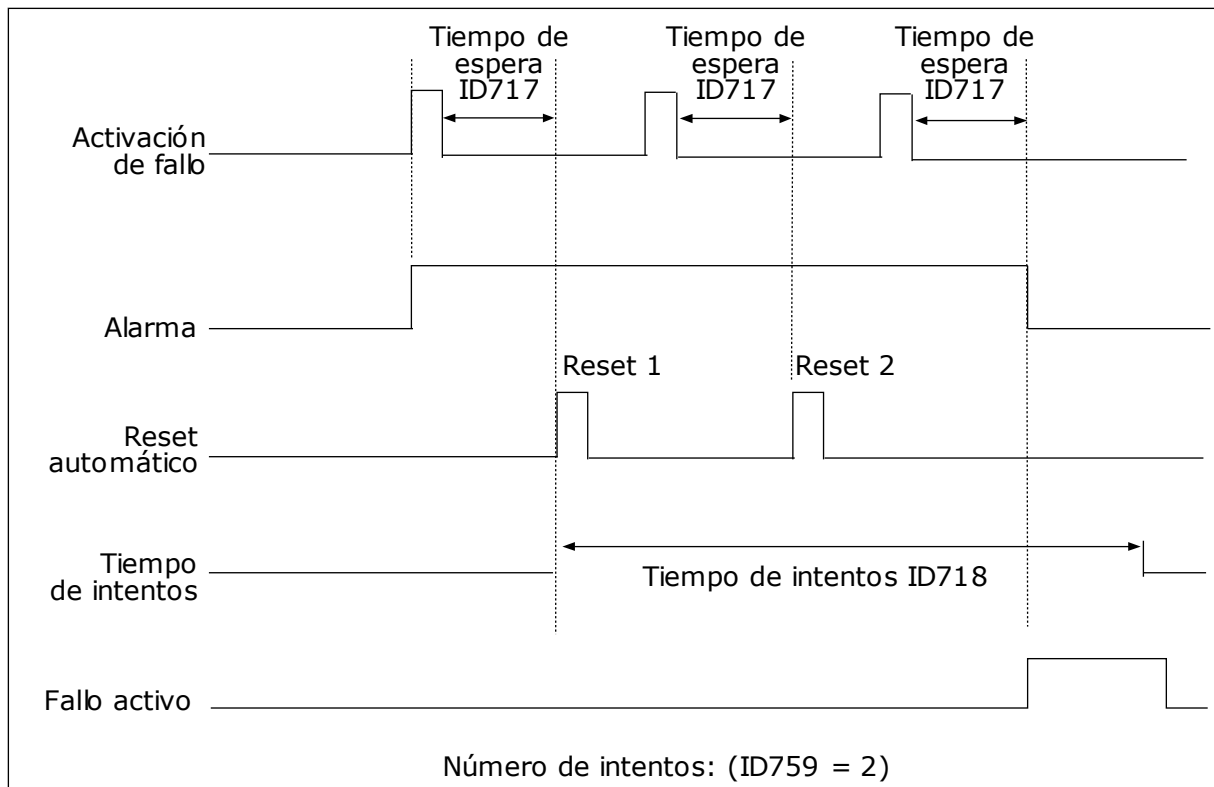 Tiempo de
espera
ID717
Tiempo de
espera
ID717
Tiempo de
espera
ID717
Activación
de fallo
Alarma
Reset 1
Reset 2
Reset
automático
Tiempo
de intentos
Tiempo de intentos ID718
Fallo activo
Número de intentos: (ID759 = 2)